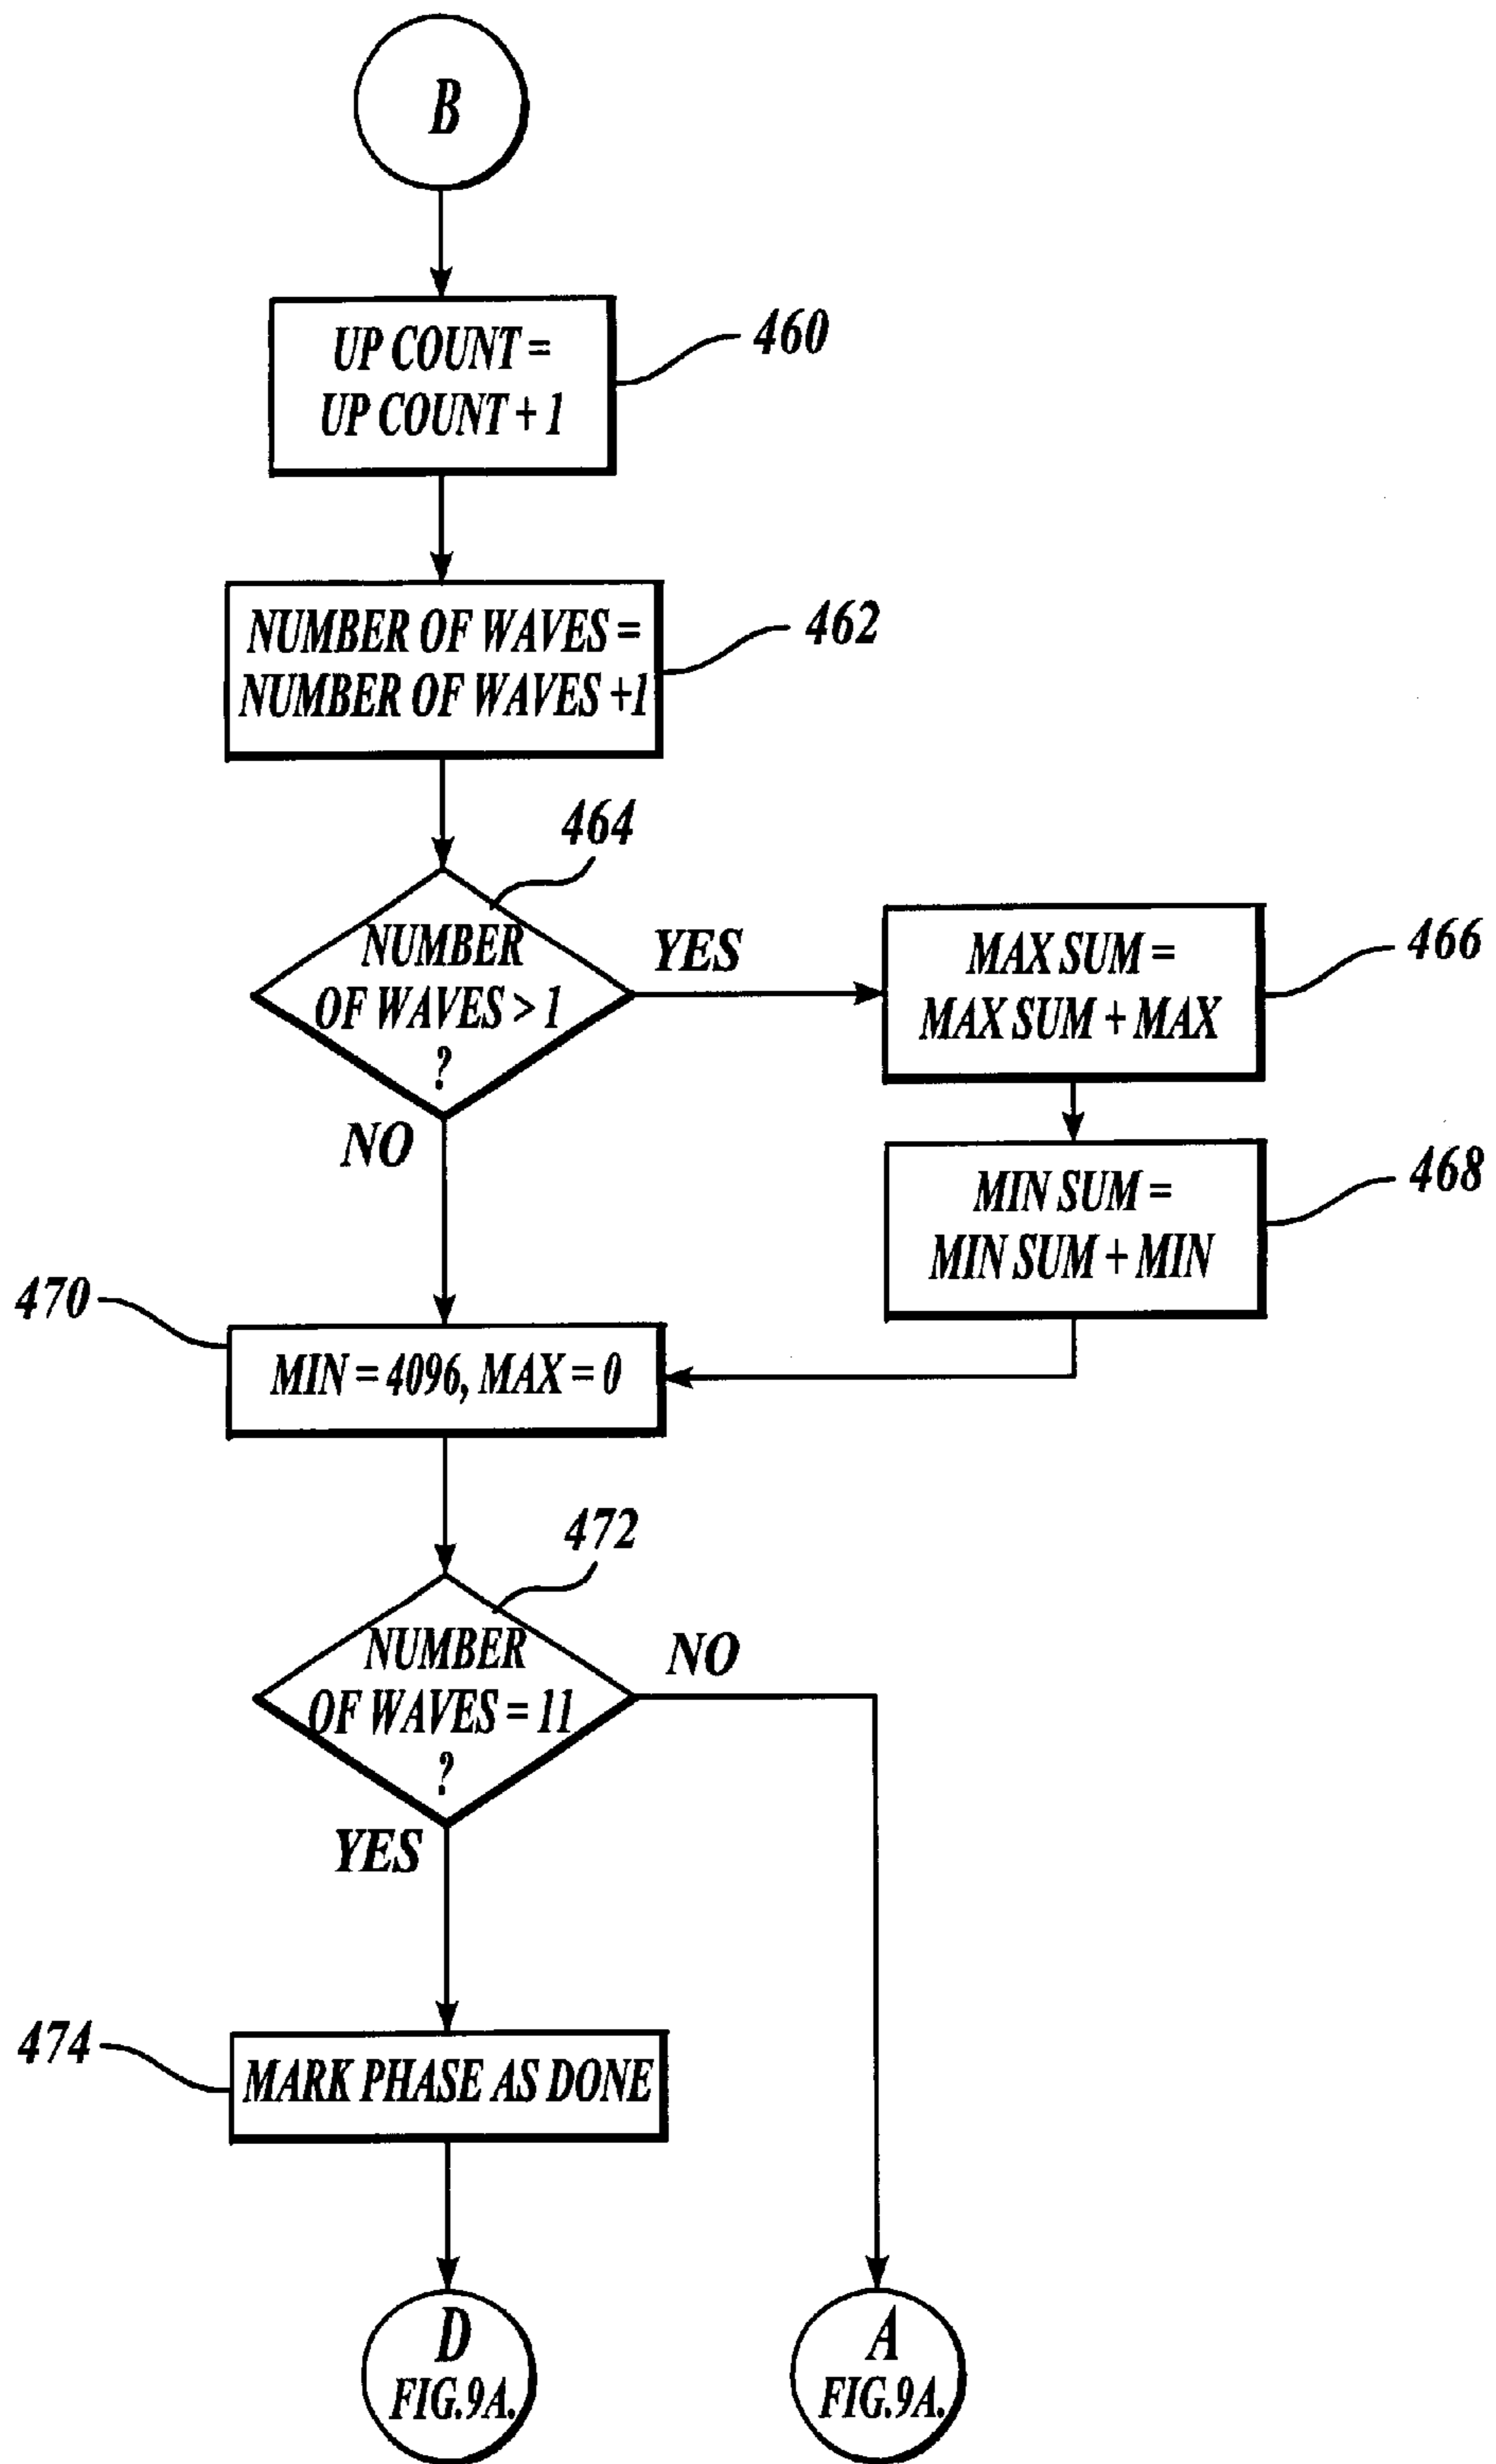 B
UP COUNT =
UP COUNT + 1
460
NUMBER OF WAVES =
NUMBER OF WAVES +1
462
464
NUMBER
OF WAVES > 1
?
YES
NO
MAX SUM =
MAX SUM + MAX
466
MIN SUM =
MIN SUM + MIN
468
470
MIN = 4096, MAX = 0
472
NUMBER
OF WAVES = 11
?
NO
YES
474
MARK PHASE AS DONE
D
FIG.9A.
A
FIG.9A.